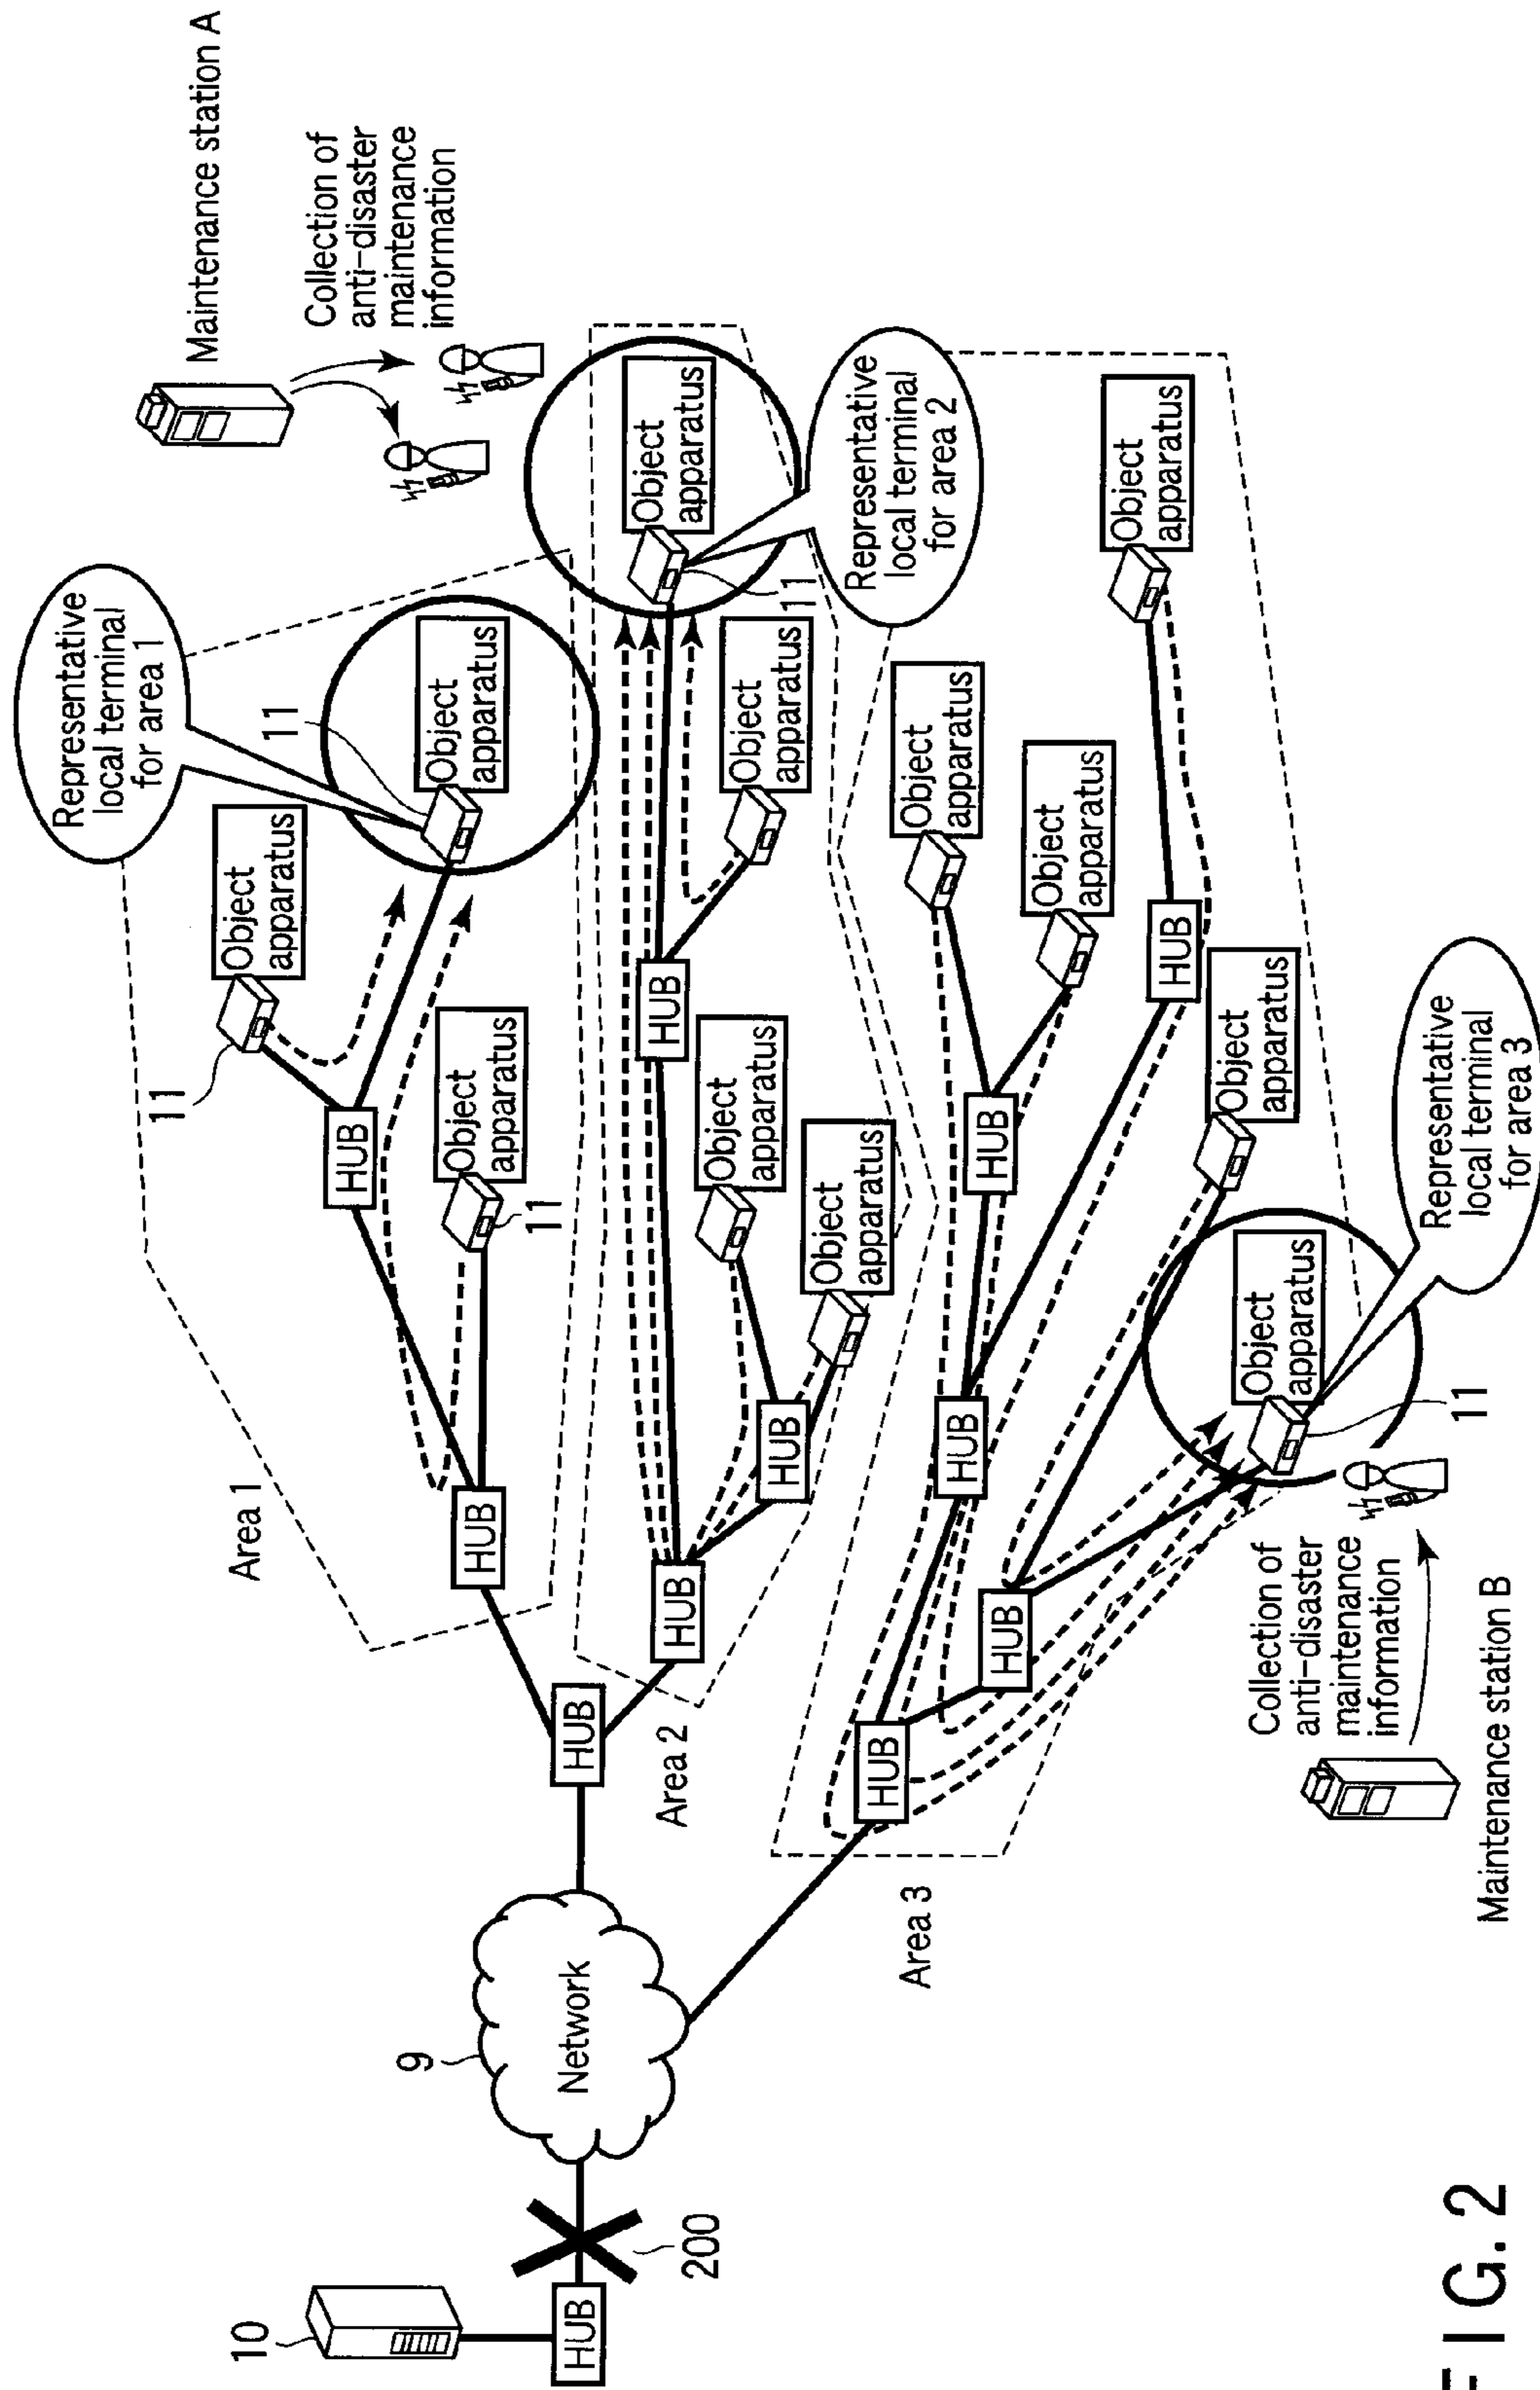 10
HUB
200
9
Network
HUB
Area 1
HUB
HUB
11
Object
apparatus
11
Object
apparatus
Representative
local terminal
for area 1
11
Object
apparatus
Maintenance station A
Collection of
anti-disaster
maintenance
information
Area 2
HUB
HUB
Object
apparatus
Object
apparatus
HUB
Object
apparatus
11
Object
apparatus
Representative
local terminal
for area 2
Area 3
HUB
HUB
HUB
HUB
Object
apparatus
Object
apparatus
HUB
Object
apparatus
Object
apparatus
Object
apparatus
11
Representative
local terminal
for area 3
Collection of
anti-disaster
maintenance
information
Maintenance station B
FIG. 2